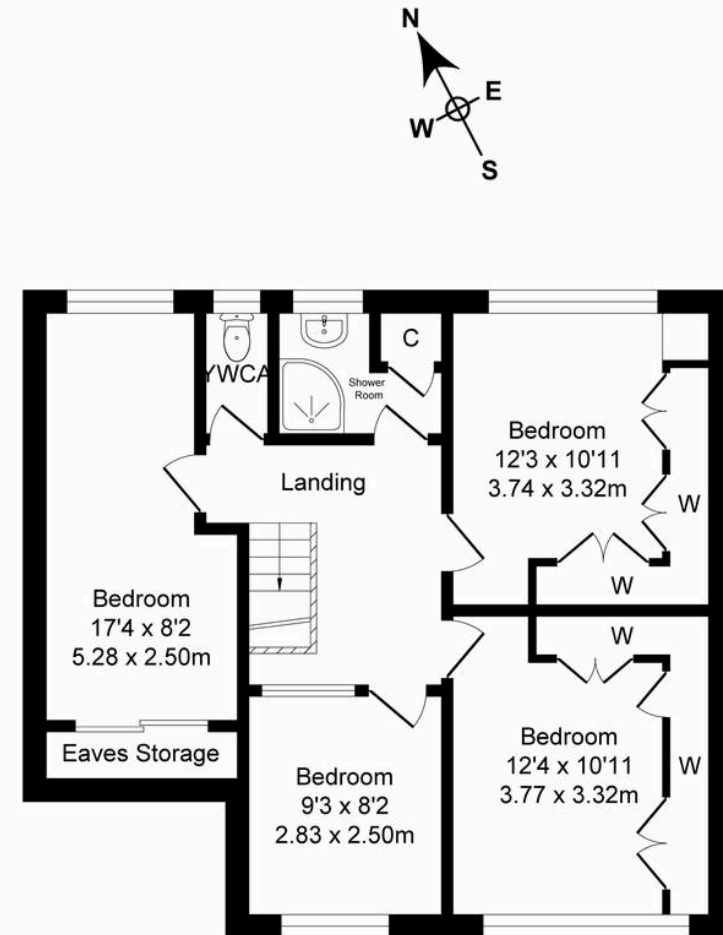 N
E
W
S
C
YWCA
Shower
Room
Bedroom
12'3 x 10'11
3.74 x 3.32m
Landing
W
W
Bedroom
17'4 x 8'2
5.28 x 2.50m
W
Eaves Storage
Bedroom
9'3 x 8'2
2.83 x 2.50m
Bedroom
12'4 x 10'11
3.77 x 3.32m
W